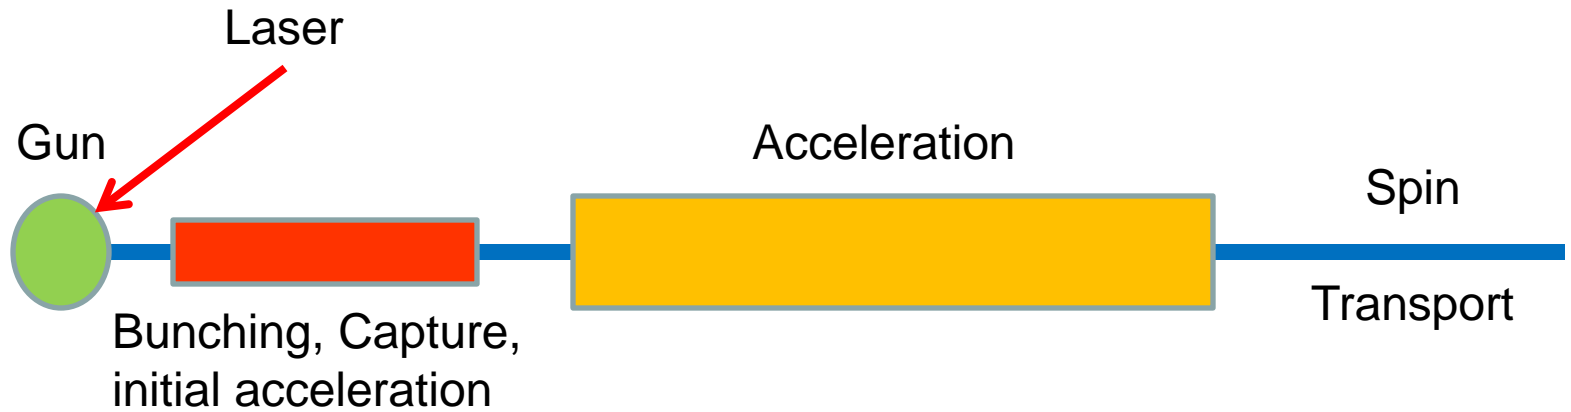 Laser
Gun
Acceleration
Spin
Transport
Bunching, Capture,
initial acceleration